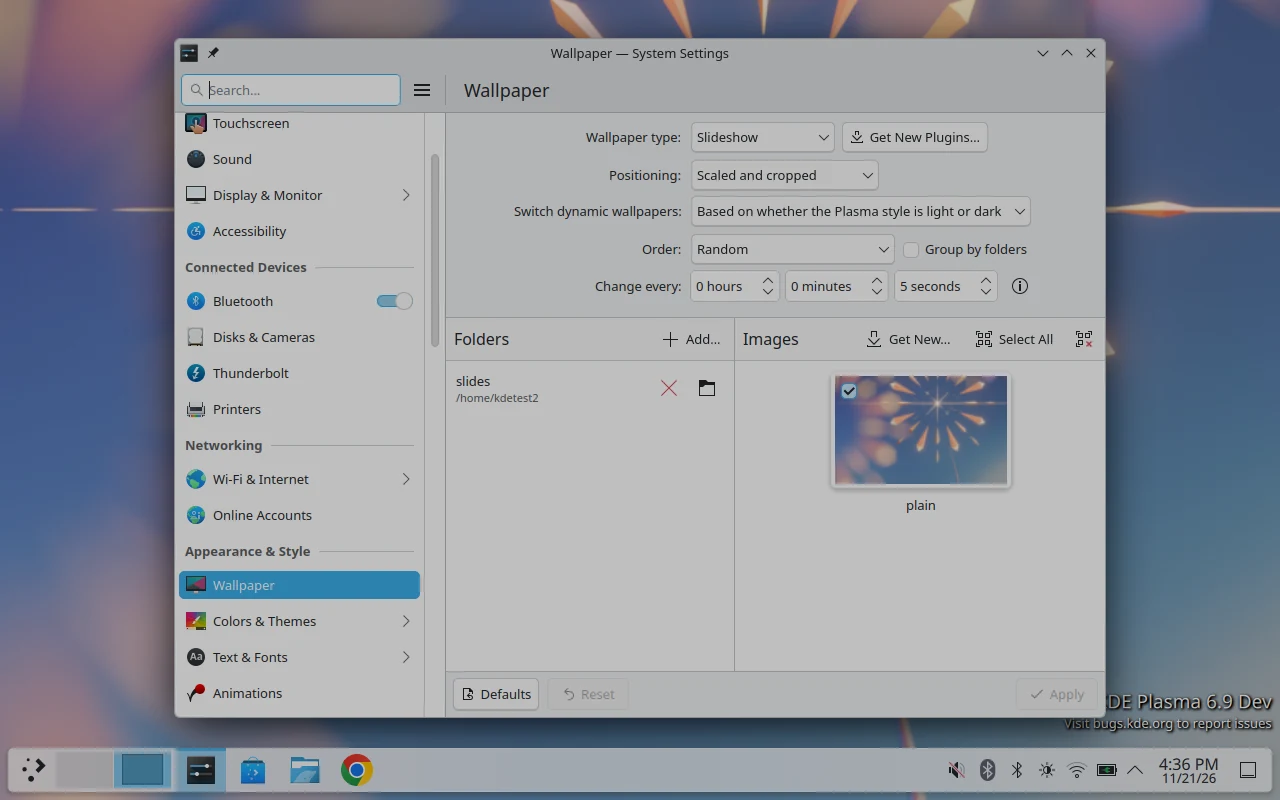 Wallpaper — System Settings
Search...
Wallpaper
Touchscreen
Sound
Display & Monitor
Accessibility
Connected Devices
Bluetooth
Disks & Cameras
Thunderbolt
Printers
Networking
Wi-Fi & Internet
Online Accounts
Appearance & Style
Wallpaper
Colors & Themes
Aa Text & Fonts
Animations
Wallpaper type: Slideshow Get New Plugins...
Positioning: Scaled and cropped
Switch dynamic wallpapers: Based on whether the Plasma style is light or dark
Order: Random Group by folders
Change every: 0 hours 0 minutes 5 seconds
Folders Add...
slides
/home/kdetest2
Images Get New... Select All
plain
Defaults Reset Apply
DE Plasma 6.9 Dev
Visit bugs.kde.org to report issues
4:36 PM
11/21/26